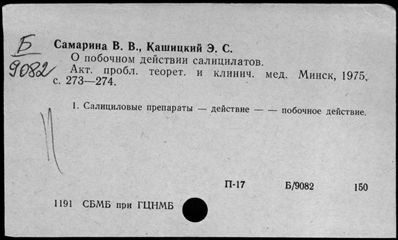 Б
9082
Самарина В. В., Кашицкий Э. С.
О побочном действии салицилатов.
Акт. пробл. теорет. и клинич. мед. Минск, 1975,
с. 273—274.
1. Салициловые препараты — действие — — побочное действие.
П-17 Б/9082 150
1191 СБМБ при ГЦНМБ